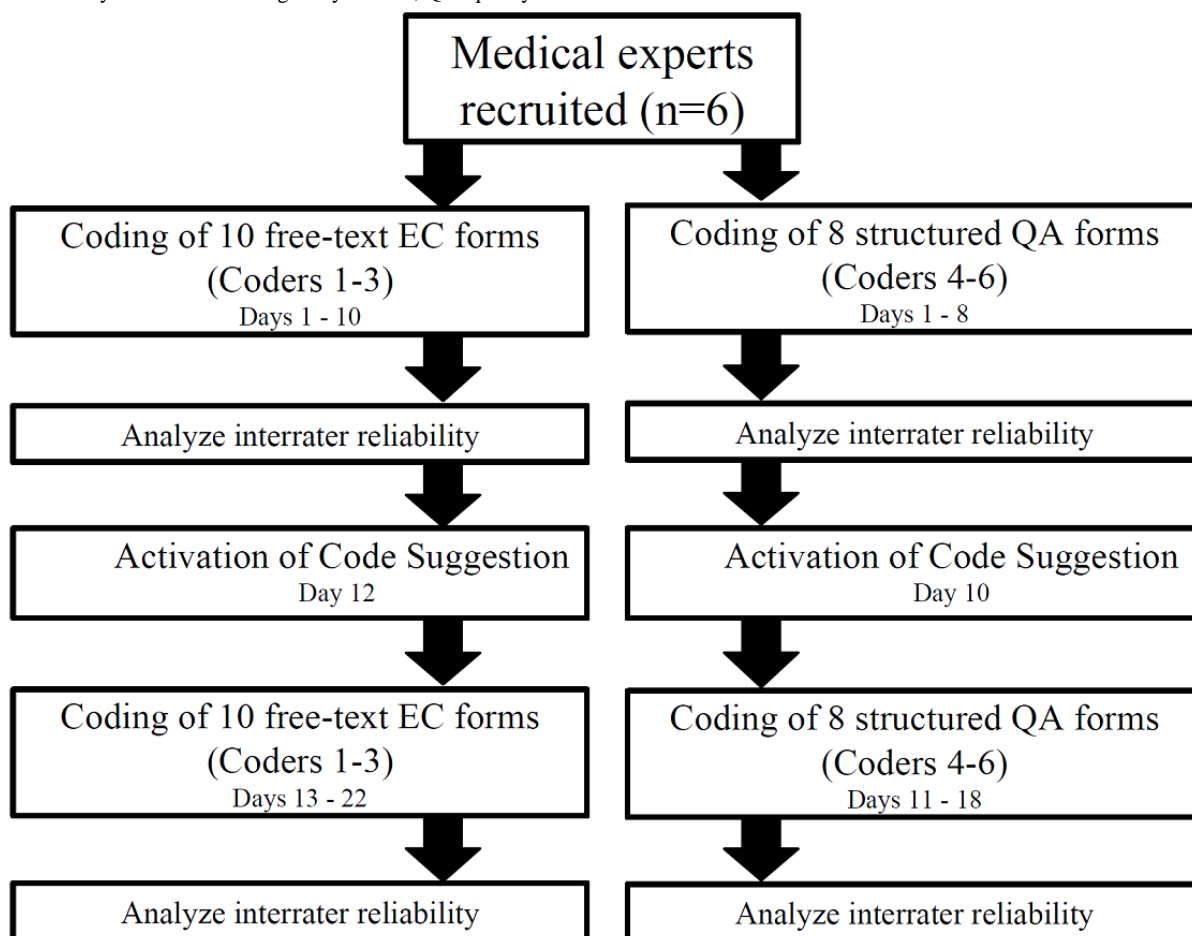 Medical experts
recruited (n=6)
Coding of 10 free-text EC forms
(Coders 1-3)
Days 1 - 10
Coding of 8 structured QA forms
(Coders 4-6)
Days 1 - 8
Analyze interrater reliability
Analyze interrater reliability
Activation of Code Suggestion
Day 12
Activation of Code Suggestion
Day 10
Coding of 10 free-text EC forms
(Coders 1-3)
Days 13 - 22
Coding of 8 structured QA forms
(Coders 4-6)
Days 11 - 18
Analyze interrater reliability
Analyze interrater reliability